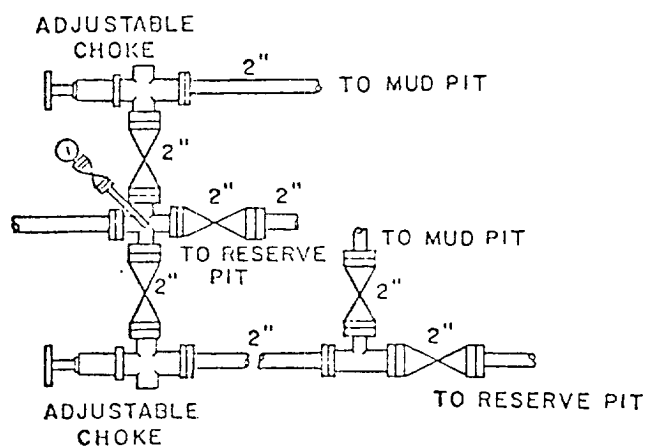 ADJUSTABLE
CHOKE
2"
TO MUD PIT
2"
2"
2"
TO RESERVE
PIT
TO MUD PIT
2"
2"
2"
2"
TO RESERVE PIT
ADJUSTABLE
CHOKE